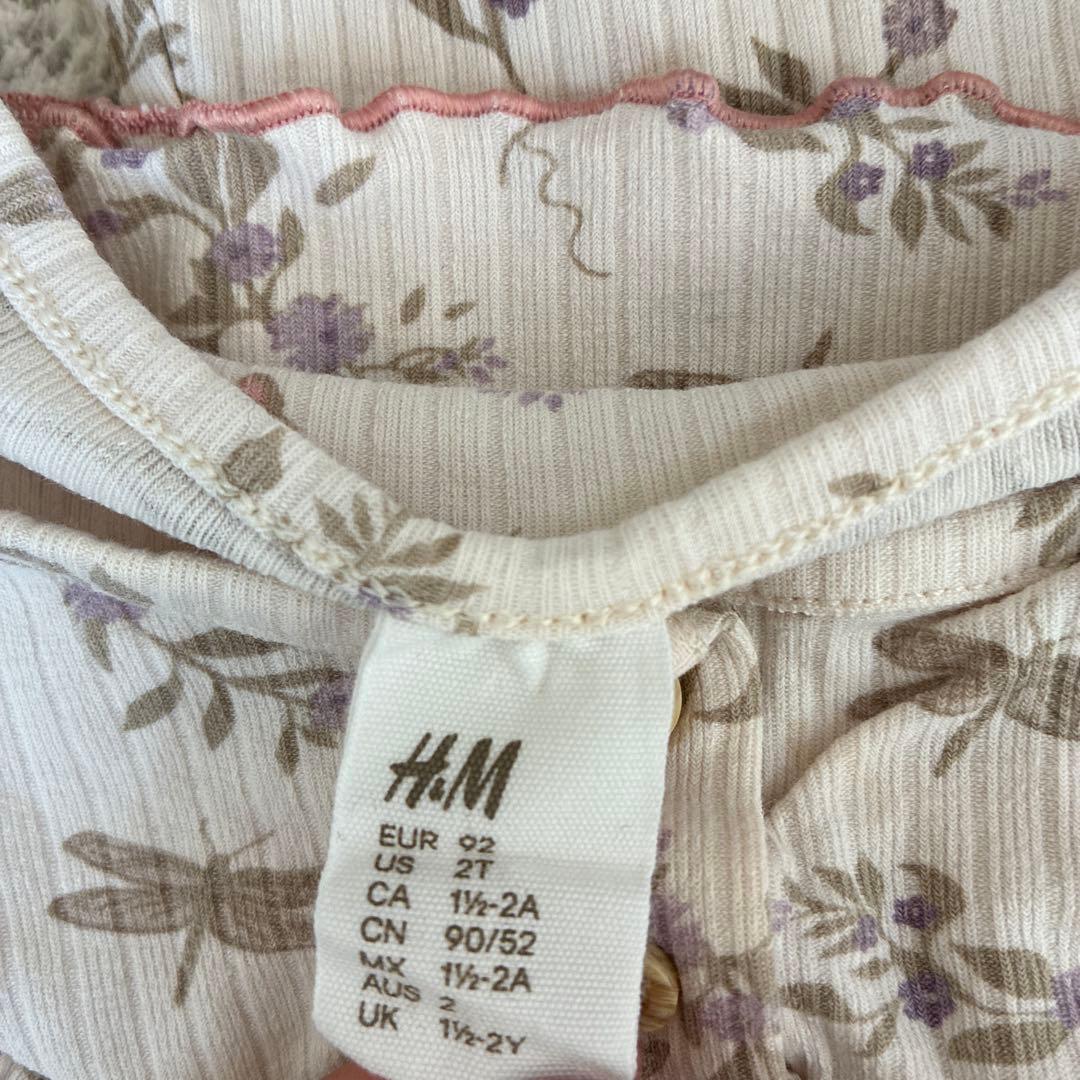 H&M
EUR 92
US 2T
CA 1½-2A
CN 90/52
MX 1½-2A
AUS 2
UK 1½-2Y